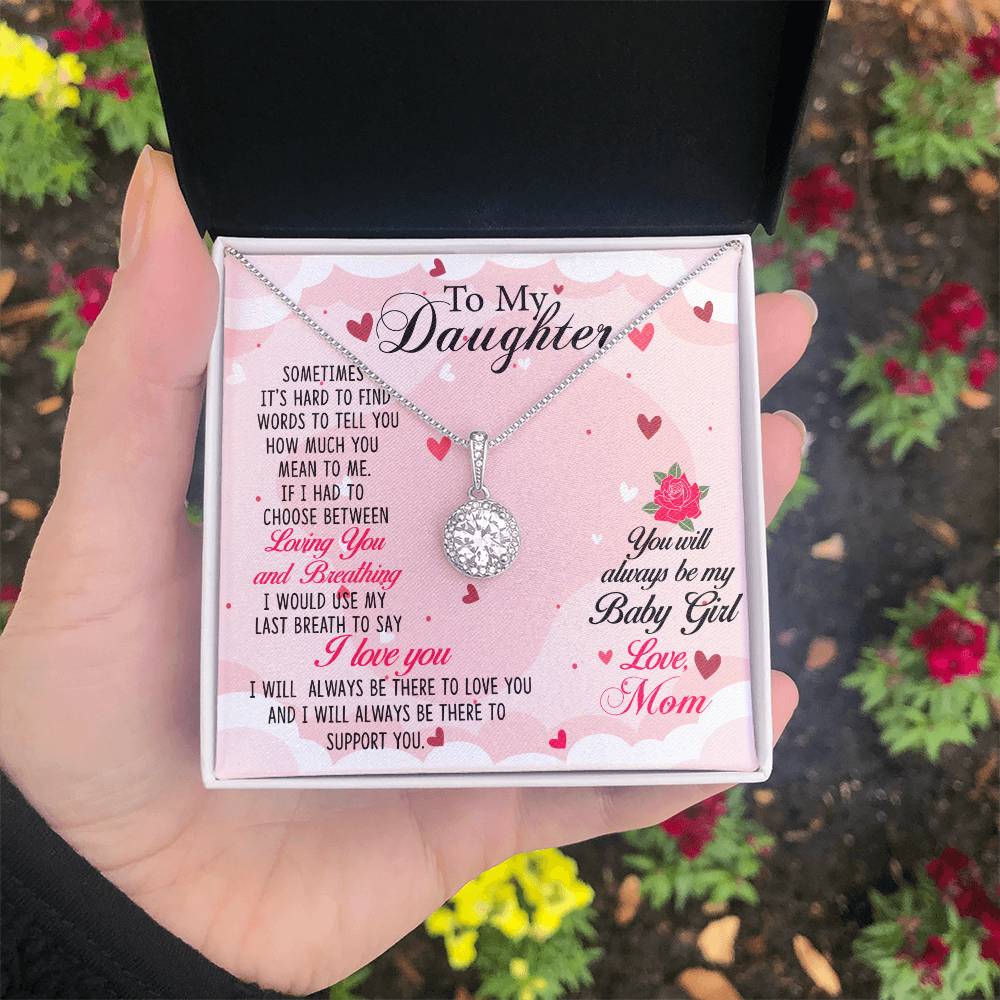 To My
Daughter
SOMETIMES
IT'S HARD TO FIND
WORDS TO TELL YOU
HOW MUCH YOU
MEAN TO ME.
IF I HAD TO
CHOOSE BETWEEN
Loving You
and Breathing
I WOULD USE MY
LAST BREATH TO SAY
I love you
I WILL ALWAYS BE THERE TO LOVE YOU
AND I WILL ALWAYS BE THERE TO
SUPPORT YOU.
You will
always be my
Baby Girl
Love,
Mom